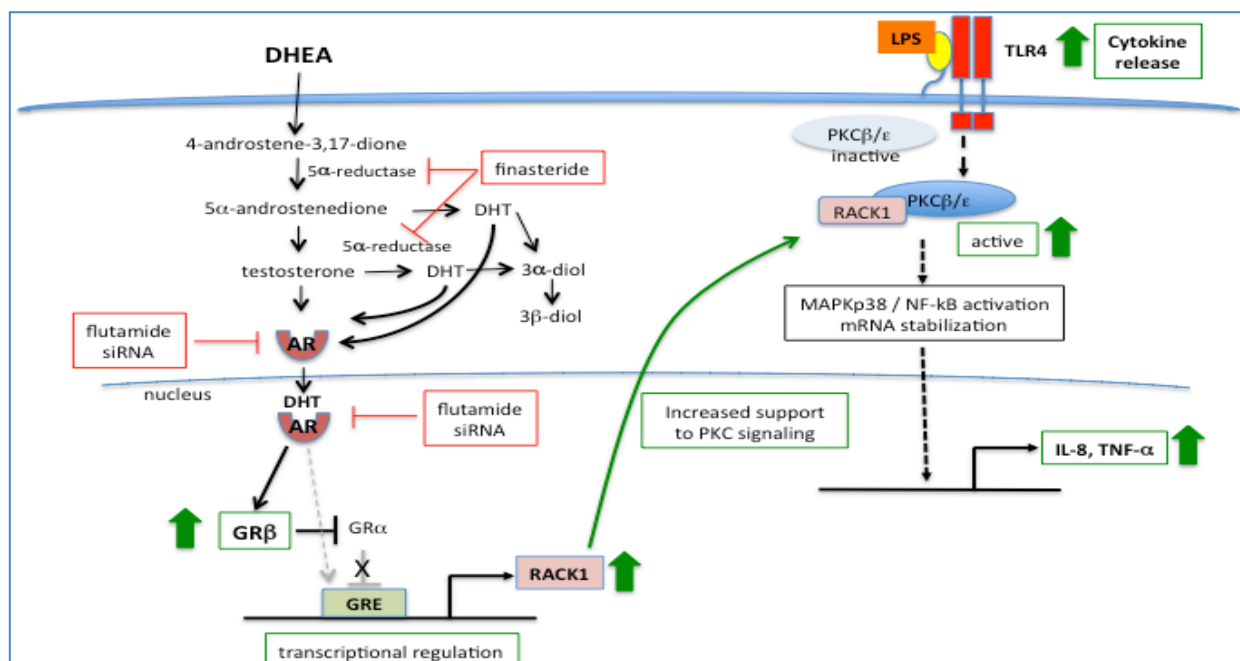 DHEA
4-androstene-3,17-dione
5α-reductase
finasteride
5α-androstenedione
DHT
5α-reductase
testosterone
DHT
3α-diol
3β-diol
flutamide
siRNA
AR
nucleus
DHT
AR
flutamide
siRNA
GRβ
GRα
X
GRE
RACK1
transcriptional regulation
Increased support
to PKC signaling
LPS
TLR4
Cytokine
release
PKCβ/ε
inactive
PKCβ/ε
RACK1
active
MAPKp38 / NF-kB activation
mRNA stabilization
IL-8, TNF-α